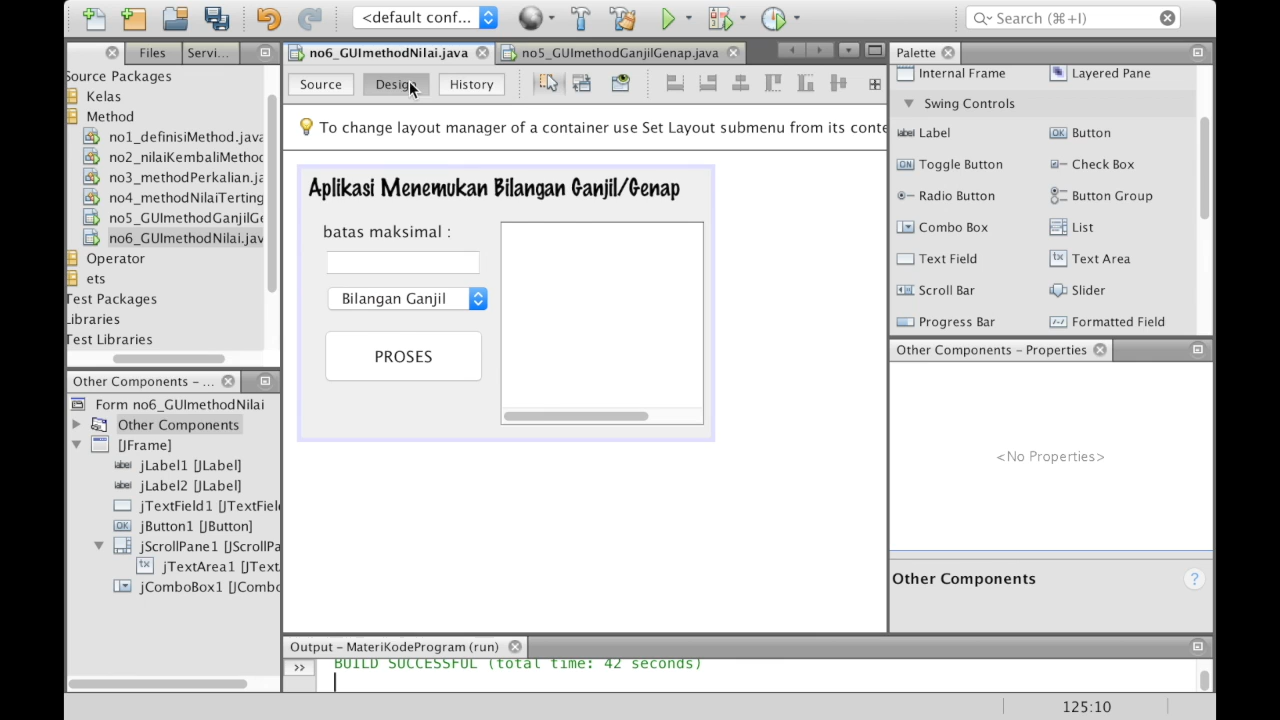 <default conf...
Search (⌘+I)
Files
Servi...
no6_GUImethodNilai.java
no5_GUImethodGanjilGenap.java
Palette
Source
Design
History
Source Packages
Kelas
Method
no1_definisiMethod.java
no2_nilaiKembaliMethod
no3_methodPerkalian.ja
no4_methodNilaiTerting
no5_GUImethodGanjilGe
no6_GUImethodNilai.jav
Operator
ets
Test Packages
Libraries
Test Libraries
To change layout manager of a container use Set Layout submenu from its conte
Aplikasi Menemukan Bilangan Ganjil/Genap
batas maksimal :
Bilangan Ganjil
PROSES
Internal Frame
Layered Pane
Swing Controls
Label
Button
Toggle Button
Check Box
Radio Button
Button Group
Combo Box
List
Text Field
Text Area
Scroll Bar
Slider
Progress Bar
Formatted Field
Other Components - ...
Form no6_GUImethodNilai
Other Components
[JFrame]
jLabel1 [JLabel]
jLabel2 [JLabel]
jTextField1 [JTextFiel
jButton1 [JButton]
jScrollPane1 [JScrollPa
jTextArea1 [JText
jComboBox1 [JCombo
Other Components - Properties
<No Properties>
Other Components
Output - MateriKodeProgram (run)
BUILD SUCCESSFUL (total time: 42 seconds)
125:10